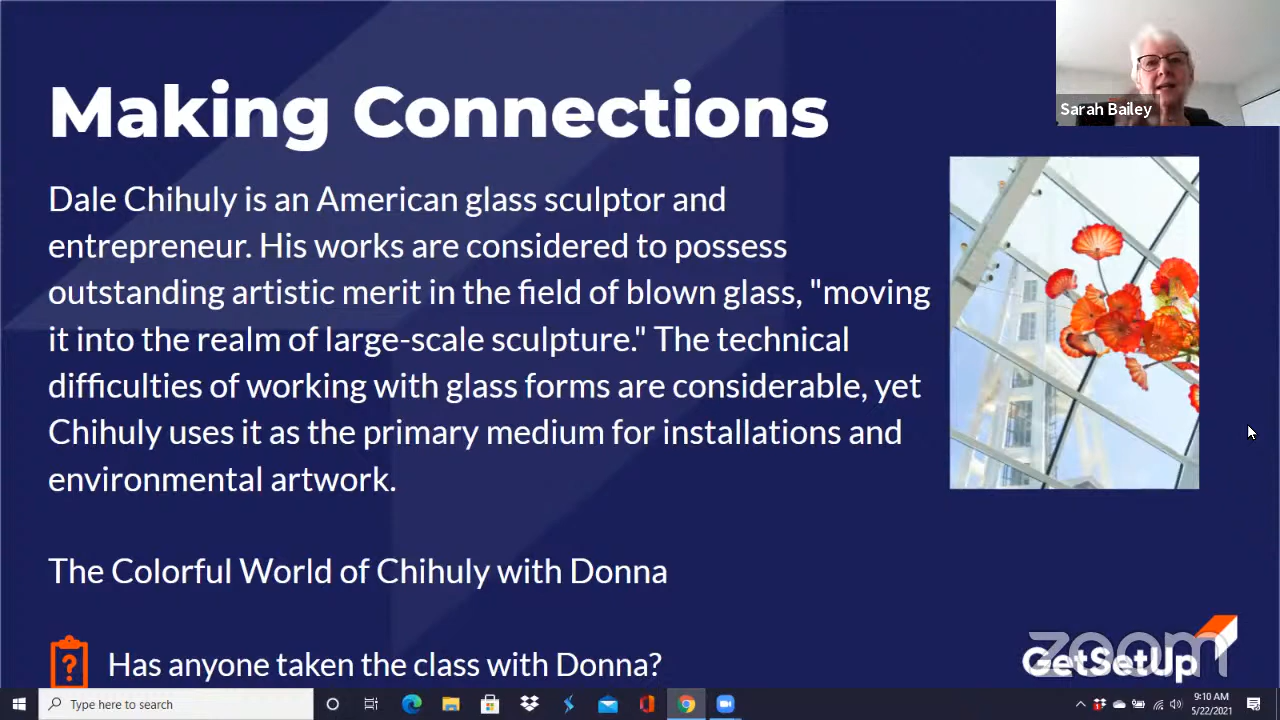 Making Connections
Sarah Bailey
Dale Chihuly is an American glass sculptor and
entrepreneur. His works are considered to possess
outstanding artistic merit in the field of blown glass, "moving
it into the realm of large-scale sculpture." The technical
difficulties of working with glass forms are considerable, yet
Chihuly uses it as the primary medium for installations and
environmental artwork.
The Colorful World of Chihuly with Donna
? Has anyone taken the class with Donna?
zoom
GetSetUp
Type here to search
9:10 AM
5/22/2021